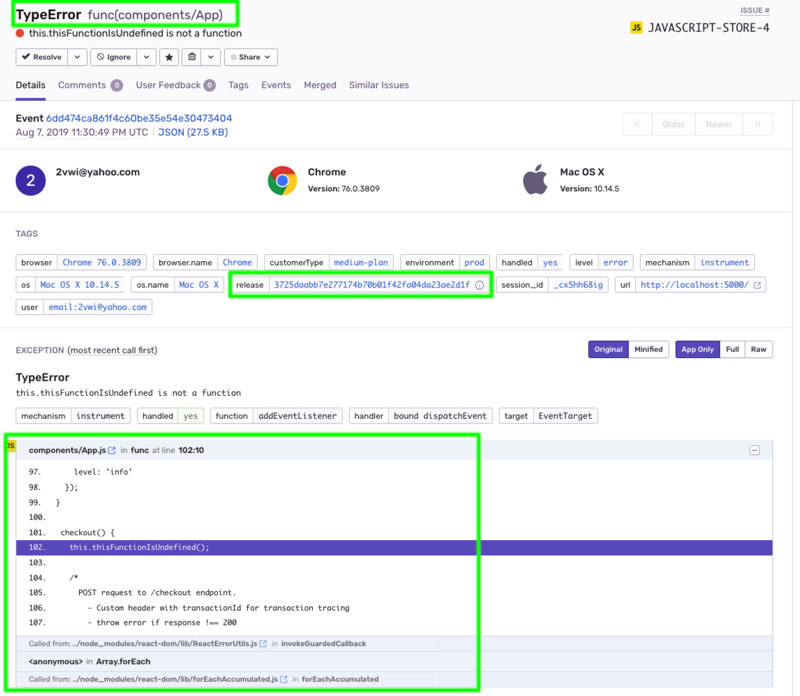 TypeError func(components/App)
ISSUE #
this.thisFunctionIsUndefined is not a function
JS JAVASCRIPT-STORE-4
Resolve Ignore Share
Details Comments 0 User Feedback 0 Tags Events Merged Similar Issues
Event 6dd474ca861f4c60be35e54e30473404
Aug 7, 2019 11:30:49 PM UTC JSON (27.5 KB)
Older Newer
2 2vwi@yahoo.com
Chrome
Version: 76.0.3809
Mac OS X
Version: 10.14.5
TAGS
browser Chrome 76.0.3809 browser.name Chrome customerType medium-plan environment prod handled yes level error mechanism instrument
os Mac OS X 10.14.5 os.name Mac OS X release 3725daabb7e277174b70b01f42fa04da23ae2d1f session_id _cx5hh68ig url http://localhost:5000/
user email:2vwi@yahoo.com
EXCEPTION (most recent call first) Original Minified App Only Full Raw
TypeError
this.thisFunctionIsUndefined is not a function
mechanism instrument handled yes function addEventListener handler bound dispatchEvent target EventTarget
JS
components/App.js in func at line 102:10
97. level: 'info'
98. });
99. }
100.
101. checkout() {
102. this.thisFunctionIsUndefined();
103.
104. /*
105. POST request to /checkout endpoint.
106. - Custom header with transactionId for transaction tracing
107. - throw error if response !== 200
Called from: ../node_modules/react-dom/lib/ReactErrorUtils.js in invokeGuardedCallback
<anonymous> in Array.forEach
Called from: ../node_modules/react-dom/lib/forEachAccumulated.js in forEachAccumulated